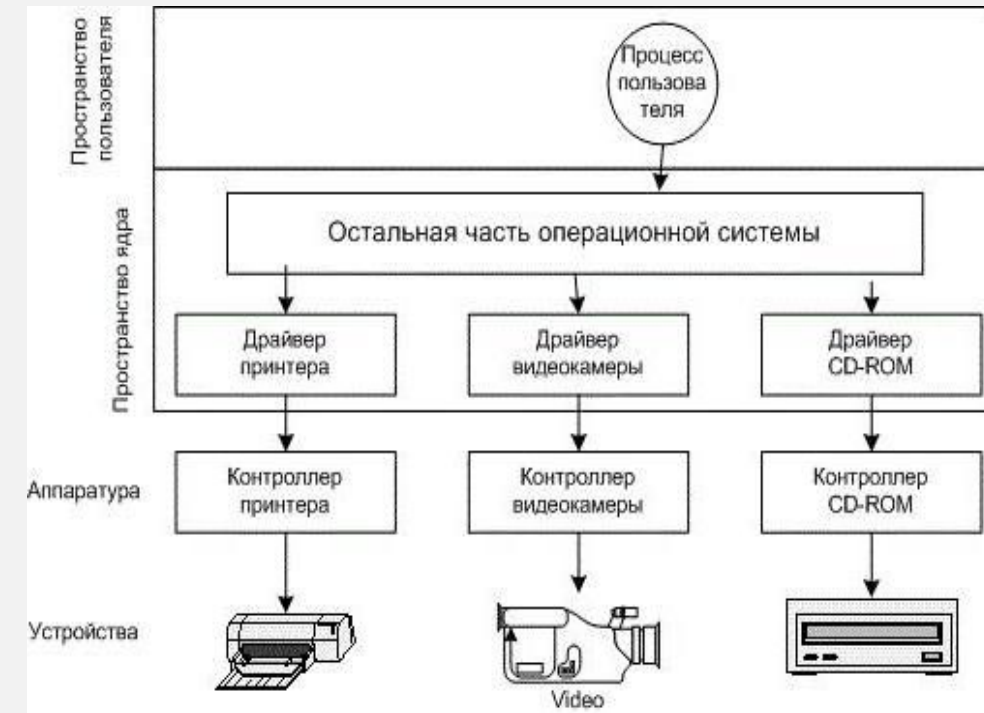 Пространство
пользователя
Процесс
пользова
теля
Пространство ядра
Остальная часть операционной системы
Драйвер
принтера
Драйвер
видеокамеры
Драйвер
CD-ROM
Аппаратура
Контроллер
принтера
Контроллер
видеокамеры
Контроллер
CD-ROM
Устройства
Video